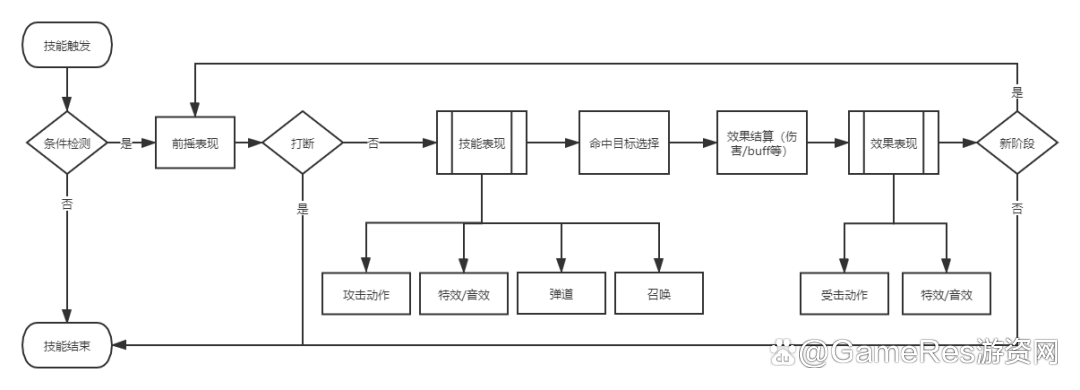 技能触发
是
条件检测
是
前摇表现
打断
否
技能表现
命中目标选择
效果结算（伤
害/buff等）
效果表现
新阶段
否
是
否
攻击动作
特效/音效
弹道
召唤
受击动作
特效/音效
技能结束
@GameRes游资网